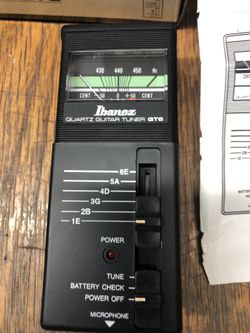 430 440 450 Hz
CENT -50 0 +50 CENT
Ibanez
QUARTZ GUITAR TUNER GT6
6E
5A
4D
3G
2B
1E
POWER
TUNE
BATTERY CHECK
POWER OFF
MICROPHONE